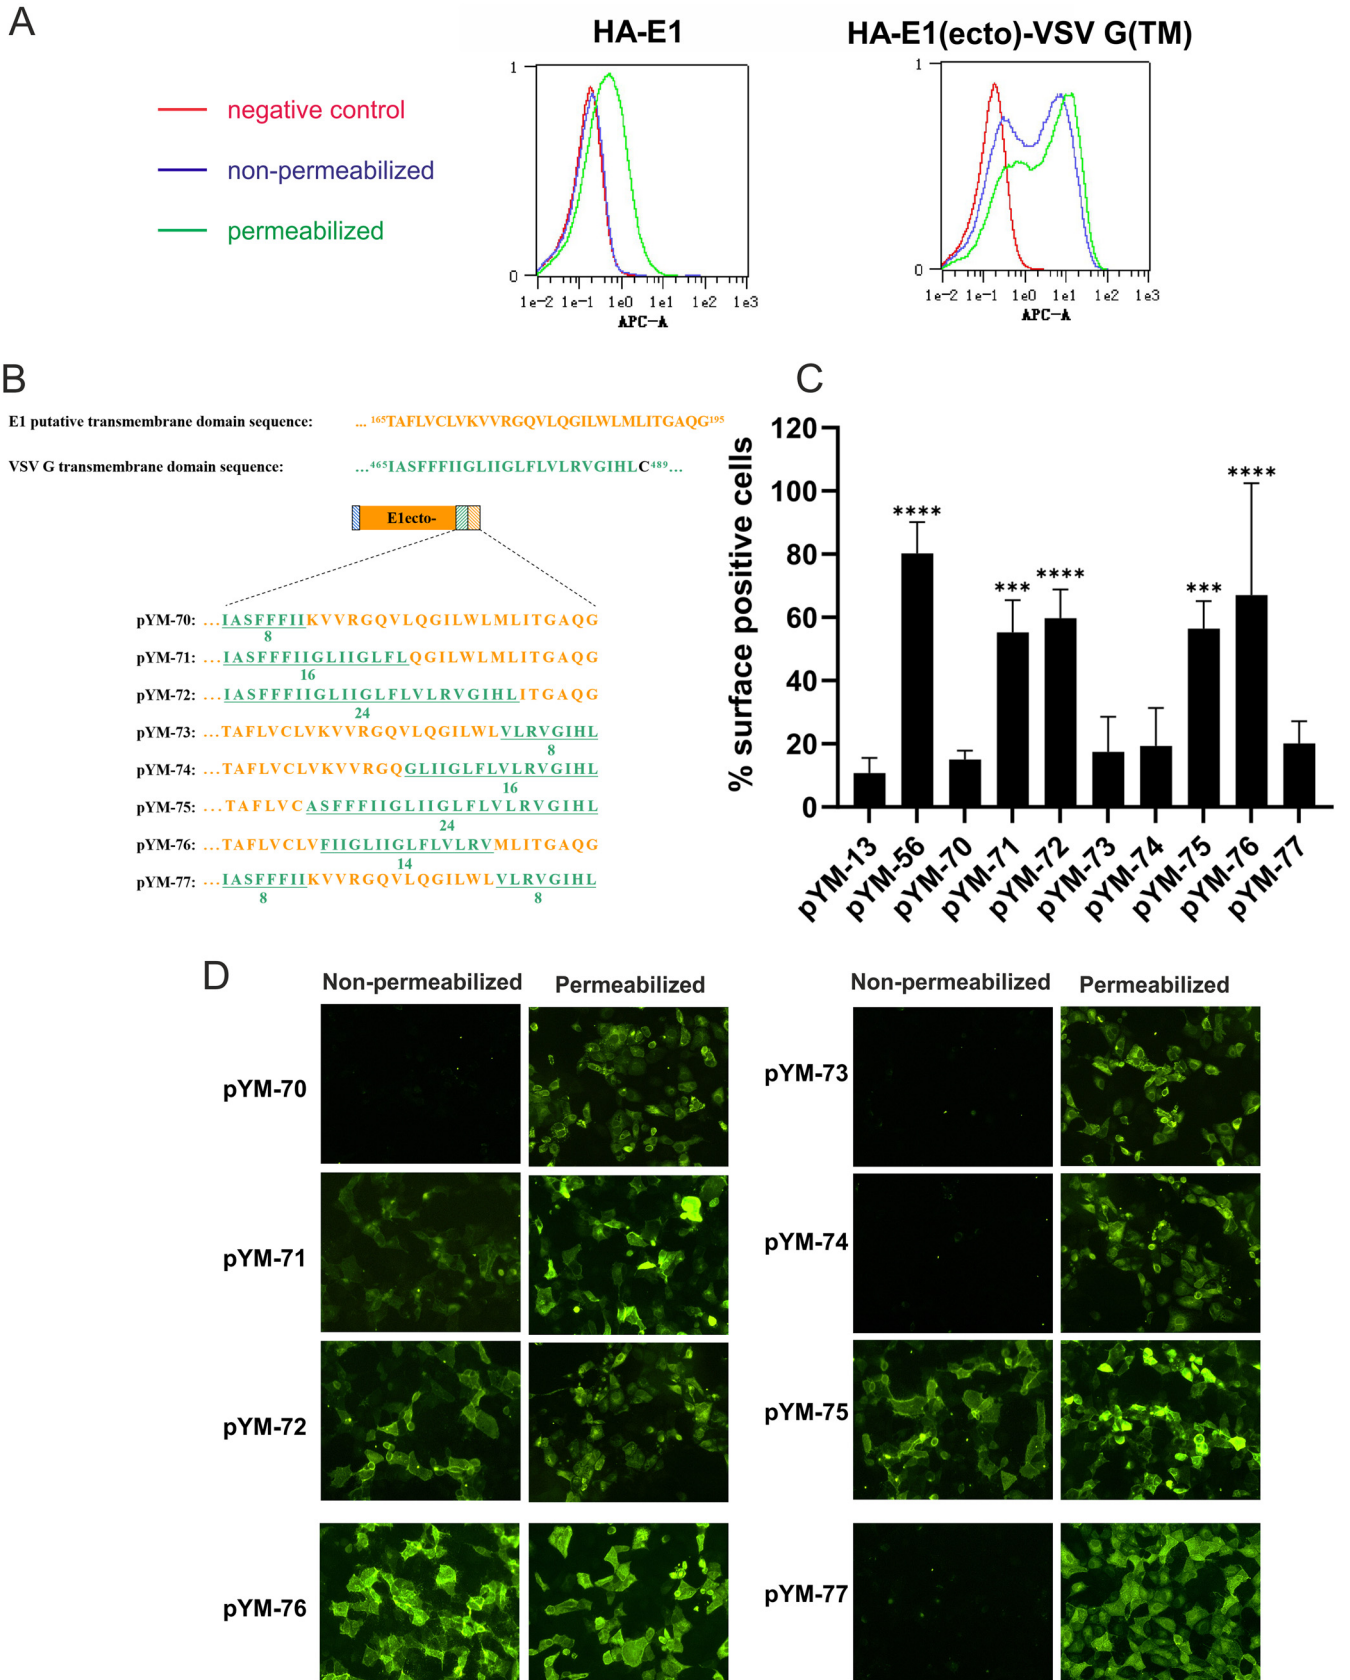 A
HA-E1
HA-E1(ecto)-VSV G(TM)
negative control
non-permeabilized
permeabilized
1
0
1e-2 1e-1 1e0 1e1 1e2 1e3
APC-A
1
0
1e-2 1e-1 1e0 1e1 1e2 1e3
APC-A
B
E1 putative transmembrane domain sequence: ... 165TAFLVCLVKVVRGQVLQGILWLMLITGAQG195
VSV G transmembrane domain sequence: ...465IASFFFIIGLIIGLFLVLRVGIHLC489...
E1ecto-
pYM-70: ...IASFFFIIKVVRGQVLQGILWLMLITGAQG
8
pYM-71: ...IASFFFIIGLIIGLFLQGILWLMLITGAQG
16
pYM-72: ...IASFFFIIGLIIGLFLVLRVGIHLITGAQG
24
pYM-73: ...TAFLVCLVKVVRGQVLQGILWLVLRVGIHL
8
pYM-74: ...TAFLVCLVKVVRGQGLIIGLFLVLRVGIHL
16
pYM-75: ...TAFLVCASFFFIIGLIIGLFLVLRVGIHL
24
pYM-76: ...TAFLVCLVFIIGLIIGLFLVLRVMLITGAQG
14
pYM-77: ...IASFFFIIKVVRGQVLQGILWLVLRVGIHL
8 8
C
% surface positive cells
120
100
80
60
40
20
0
**** *** **** *** ****
pYM-13 pYM-56 pYM-70 pYM-71 pYM-72 pYM-73 pYM-74 pYM-75 pYM-76 pYM-77
D
Non-permeabilized Permeabilized Non-permeabilized Permeabilized
pYM-70 pYM-73
pYM-71 pYM-74
pYM-72 pYM-75
pYM-76 pYM-77